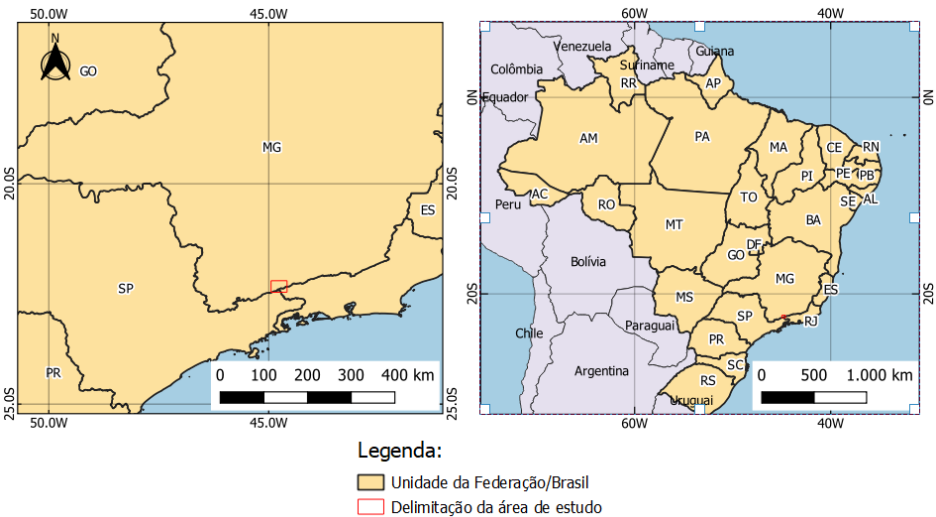 50.0W 45.0W
N
GO
MG
20.0S 20.0S
ES
SP
PR
0 100 200 300 400 km
25.0S 25.0S
50.0W 45.0W
60W 40W
Venezuela
Guiana
Suriname
Colômbia
RR
AP
0N 0N
Equador
AM
PA
MA
CE
RN
PI
PE
PB
AC
TO
SE
AL
Peru
RO
BA
MT
DF
GO
Bolívia
MG
20S 20S
ES
MS
SP
RJ
Paraguai
Chile
PR
SC
Argentina
RS
0 500 1.000 km
Uruguai
60W 40W
Legenda:
Unidade da Federação/Brasil
Delimitação da área de estudo